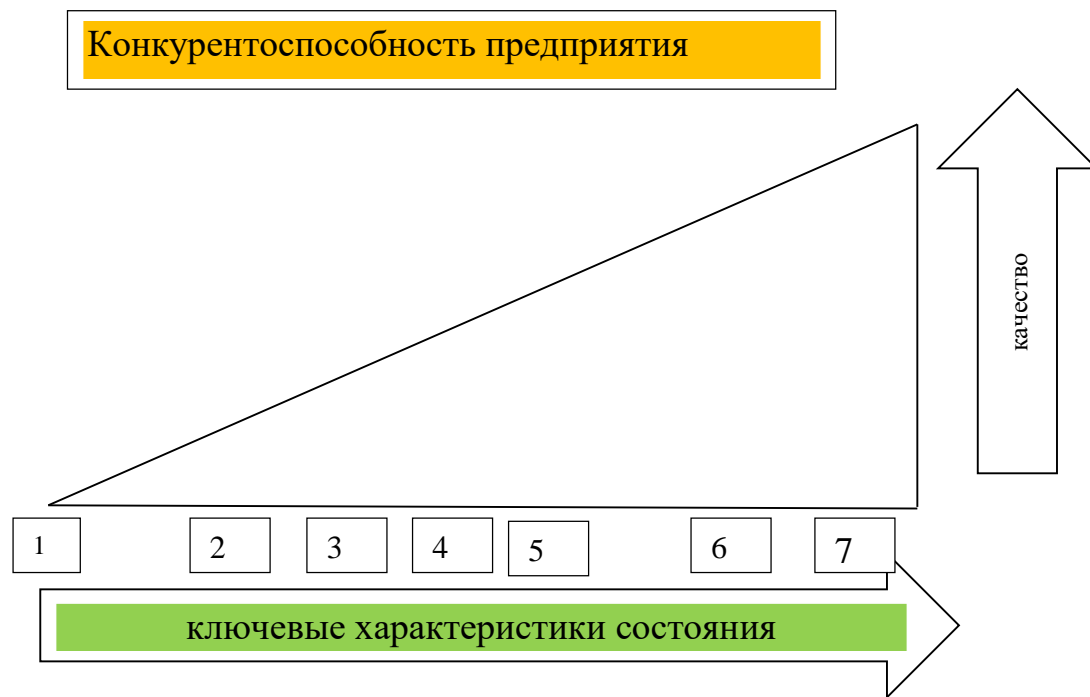 Конкурентоспособность предприятия
качество
1 2 3 4 5 6 7
ключевые характеристики состояния